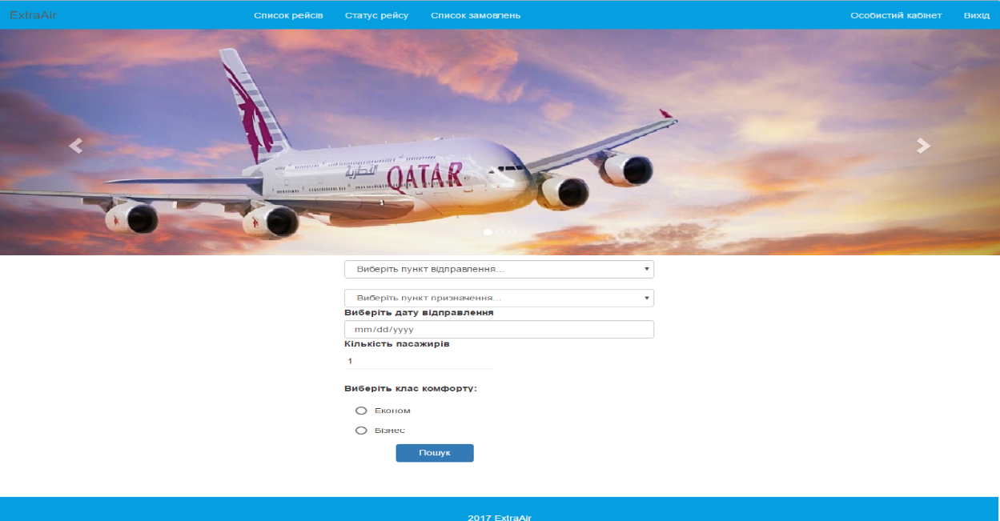 ExtraAir Список рейсів Статус рейсу Список замовлень Особистий кабінет Вихід
القطرية QATAR
Виберіть пункт відправлення...
Виберіть пункт призначення...
Виберіть дату відправлення
mm/dd/yyyy
Кількість пасажирів
1
Виберіть клас комфорту:
Економ
Бізнес
Пошук
2017 ExtraAir